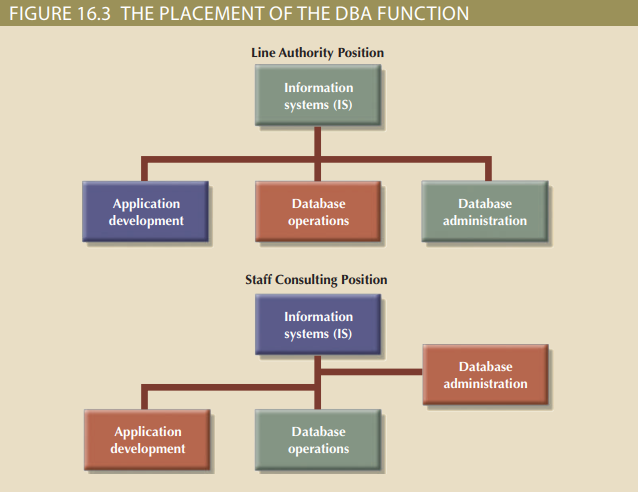 FIGURE 16.3 THE PLACEMENT OF THE DBA FUNCTION
Line Authority Position
Information
systems (IS)
Application
development
Database
operations
Database
administration
Staff Consulting Position
Information
systems (IS)
Database
administration
Application
development
Database
operations